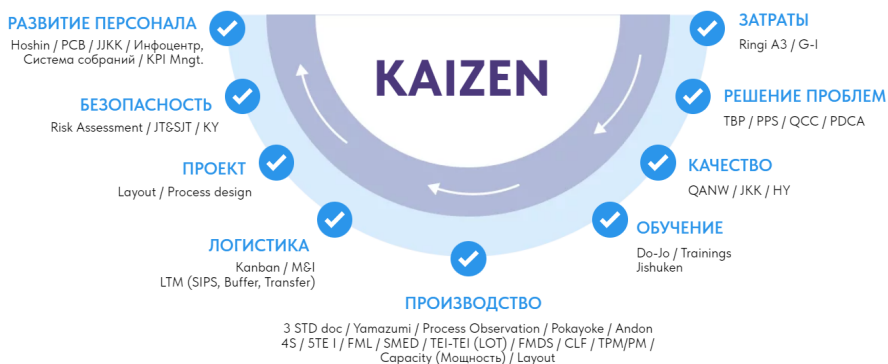 РАЗВИТИЕ ПЕРСОНАЛА
Hoshin / PCB / JJKK / Инфоцентр,
Система собраний / KPI Mngt.
БЕЗОПАСНОСТЬ
Risk Assessment / JT&SJT / KY
ПРОЕКТ
Layout / Process design
ЛОГИСТИКА
Kanban / M&I
LTM (SIPS, Buffer, Transfer)
KAIZEN
ПРОИЗВОДСТВО
3 STD doc / Yamazumi / Process Observation / Pokayoke / Andon
4S / 5TE I / FML / SMED / TEI-TEI (LOT) / FMDS / CLF / TPM/PM /
Capacity (Мощность) / Layout
ЗАТРАТЫ
Ringi A3 / G-I
РЕШЕНИЕ ПРОБЛЕМ
TBP / PPS / QCC / PDCA
КАЧЕСТВО
QANW / JKK / HY
ОБУЧЕНИЕ
Do-Jo / Trainings
Jishuken